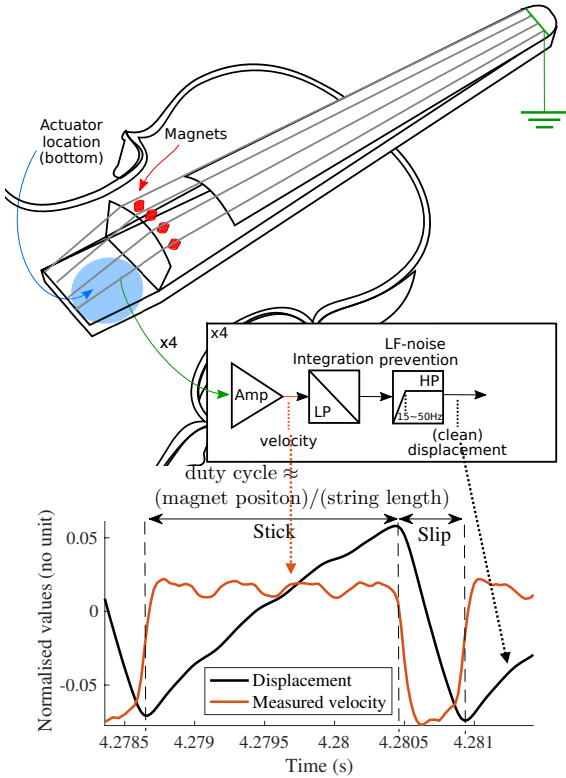 Actuator
location
(bottom)
Magnets
x4
x4
Amp
Integration
LP
LF-noise
prevention
HP
15~50Hz
velocity
(clean)
displacement
duty cycle ≈
(magnet positon)/(string length)
Stick
Slip
Normalised values (no unit)
0.05
0
-0.05
Displacement
Measured velocity
4.2785 4.279 4.2795 4.28 4.2805 4.281
Time (s)